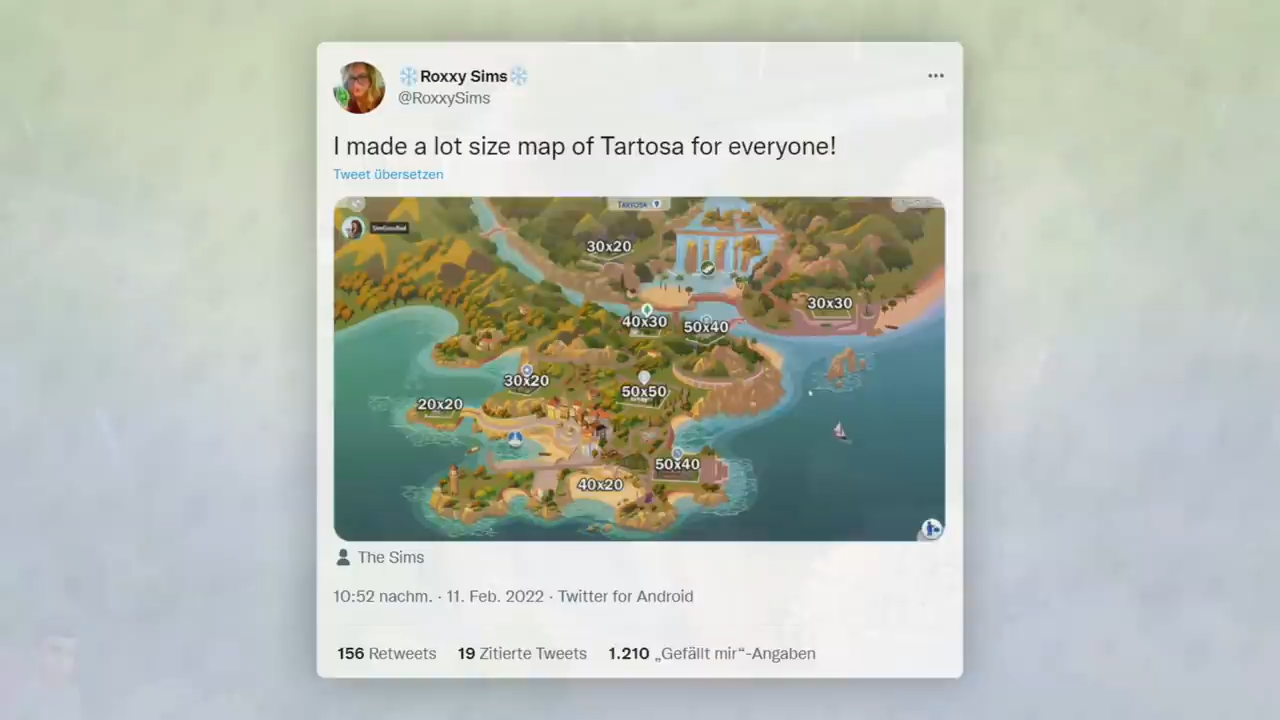 ❄️Roxxy Sims❄️
@RoxxySims
I made a lot size map of Tartosa for everyone!
Tweet übersetzen
Tartosa
30x20
30x30
40x30
50x40
30x20
50x50
20x20
50x40
40x20
The Sims
10:52 nachm. · 11. Feb. 2022 · Twitter for Android
156 Retweets 19 Zitierte Tweets 1.210 „Gefällt mir“-Angaben